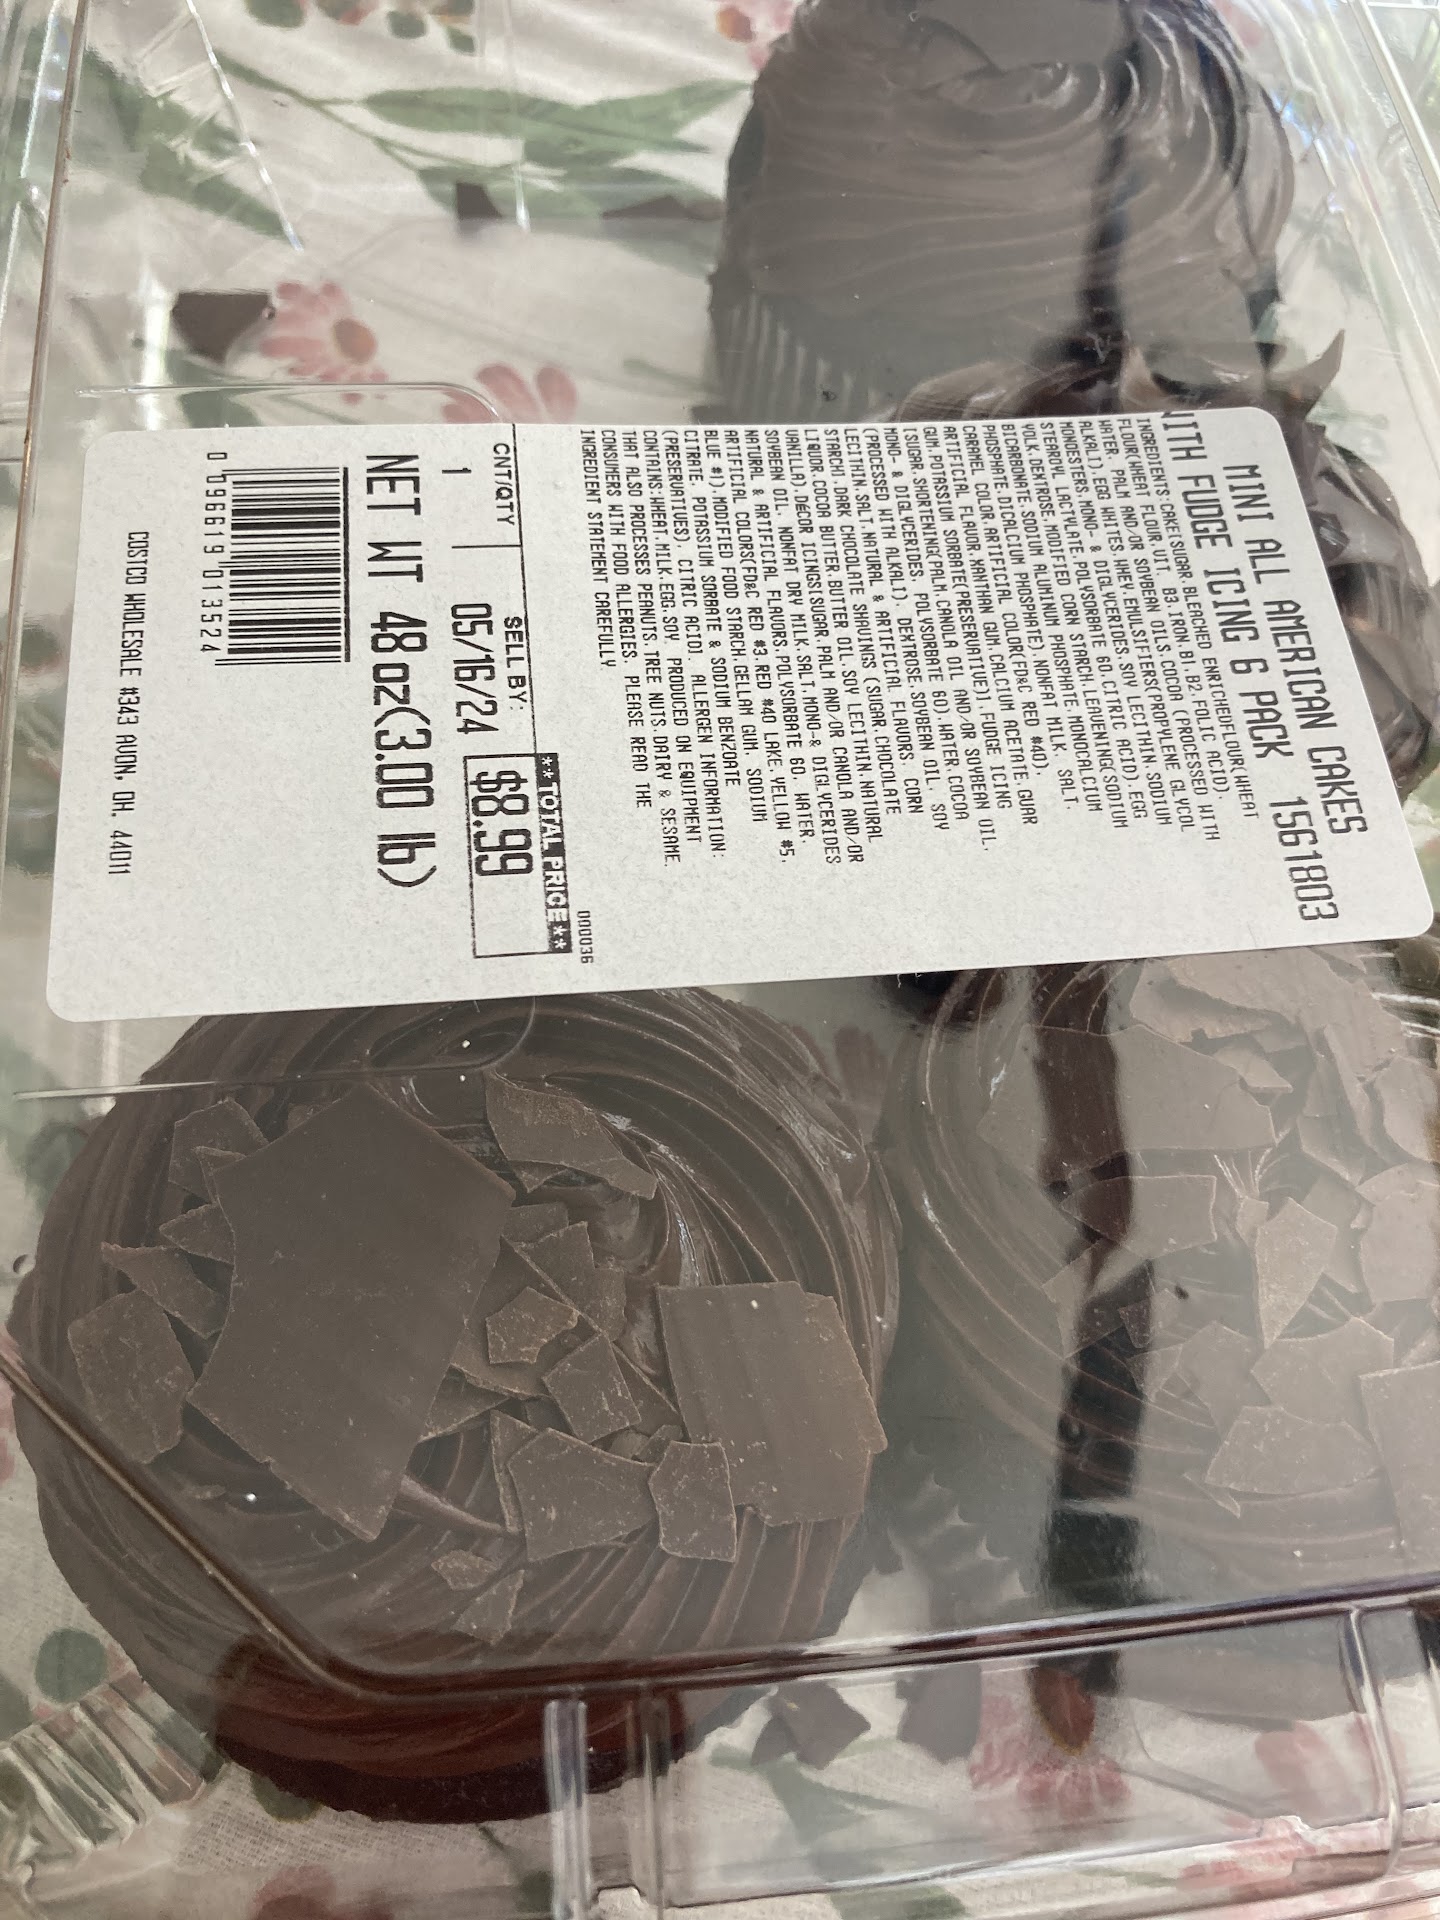 MINI ALL AMERICAN CAKES
WITH FUDGE ICING 6 PACK 1561803
INGREDIENTS:CAKE[SUGAR,BLEACHED ENRICHEDFLOUR(WHEAT
FLOUR(WHEAT FLOUR,VIT. B3,IRON,B1,B2,FOLIC ACID),
WATER, PALM AND/OR SOYBEAN OILS,COCOA (PROCESSED WITH
ALKALI),EGG WHITES,WHEY,EMULSIFIERS(PROPYLENE GLYCOL
MONOESTERS,MONO- & DIGLYCERIDES,SOY LECITHIN,SODIUM
STEAROYL LACTYLATE,POLYSORBATE 60,CITRIC ACID),EGG
YOLK,DEXTROSE,MODIFIED CORN STARCH,LEAVENING(SODIUM
BICARBONATE,SODIUM ALUMINUM PHOSPHATE,MONOCALCIUM
PHOSPHATE,DICALCIUM PHOSPHATE),NONFAT MILK, SALT,
CARAMEL COLOR,ARTIFICIAL COLOR(FD&C RED #40),
ARTIFICIAL FLAVOR,XANTHAN GUM,CALCIUM ACETATE,GUAR
GUM,POTASSIUM SORBATE(PRESERVATIVE)],FUDGE ICING
[SUGAR,SHORTENING(PALM,CANOLA OIL AND/OR SOYBEAN OIL,
MONO- & DIGLYCERIDES, POLYSORBATE 60),WATER,COCOA
(PROCESSED WITH ALKALI), DEXTROSE,SOYBEAN OIL, SOY
LECITHIN,SALT,NATURAL & ARTIFICIAL FLAVORS, CORN
STARCH],DARK CHOCOLATE SHAVINGS (SUGAR,CHOCOLATE
LIQUOR,COCOA BUTTER,BUTTER OIL,SOY LECITHIN,NATURAL
VANILLA),DÉCOR ICINGS[SUGAR,PALM AND/OR CANOLA AND/OR
SOYBEAN OIL, NONFAT DRY MILK,SALT,MONO-& DIGLYCERIDES
NATURAL & ARTIFICIAL FLAVORS,POLYSORBATE 60, WATER,
ARTIFICIAL COLORS(FD&C RED #3,RED #40 LAKE,YELLOW #5,
BLUE #1),MODIFIED FOOD STARCH,GELLAM GUM, SODIUM
CITRATE, POTASSIUM SORBATE & SODIUM BENZOATE
(PRESERVATIVES), CITRIC ACID]. ALLERGEN INFORMATION:
CONTAINS:WHEAT,MILK,EGG,SOY. PRODUCED ON EQUIPMENT
THAT ALSO PROCESSES PEANUTS,TREE NUTS,DAIRY & SESAME.
CONSUMERS WITH FOOD ALLERGIES, PLEASE READ THE
INGREDIENT STATEMENT CAREFULLY.
000036
CNT/QTY SELL BY: **TOTAL PRICE**
1 05/16/24 $8.99
NET WT 48 oz(3.00 lb)
0 096619 013524
COSTCO WHOLESALE #343 AVON, OH. 44011